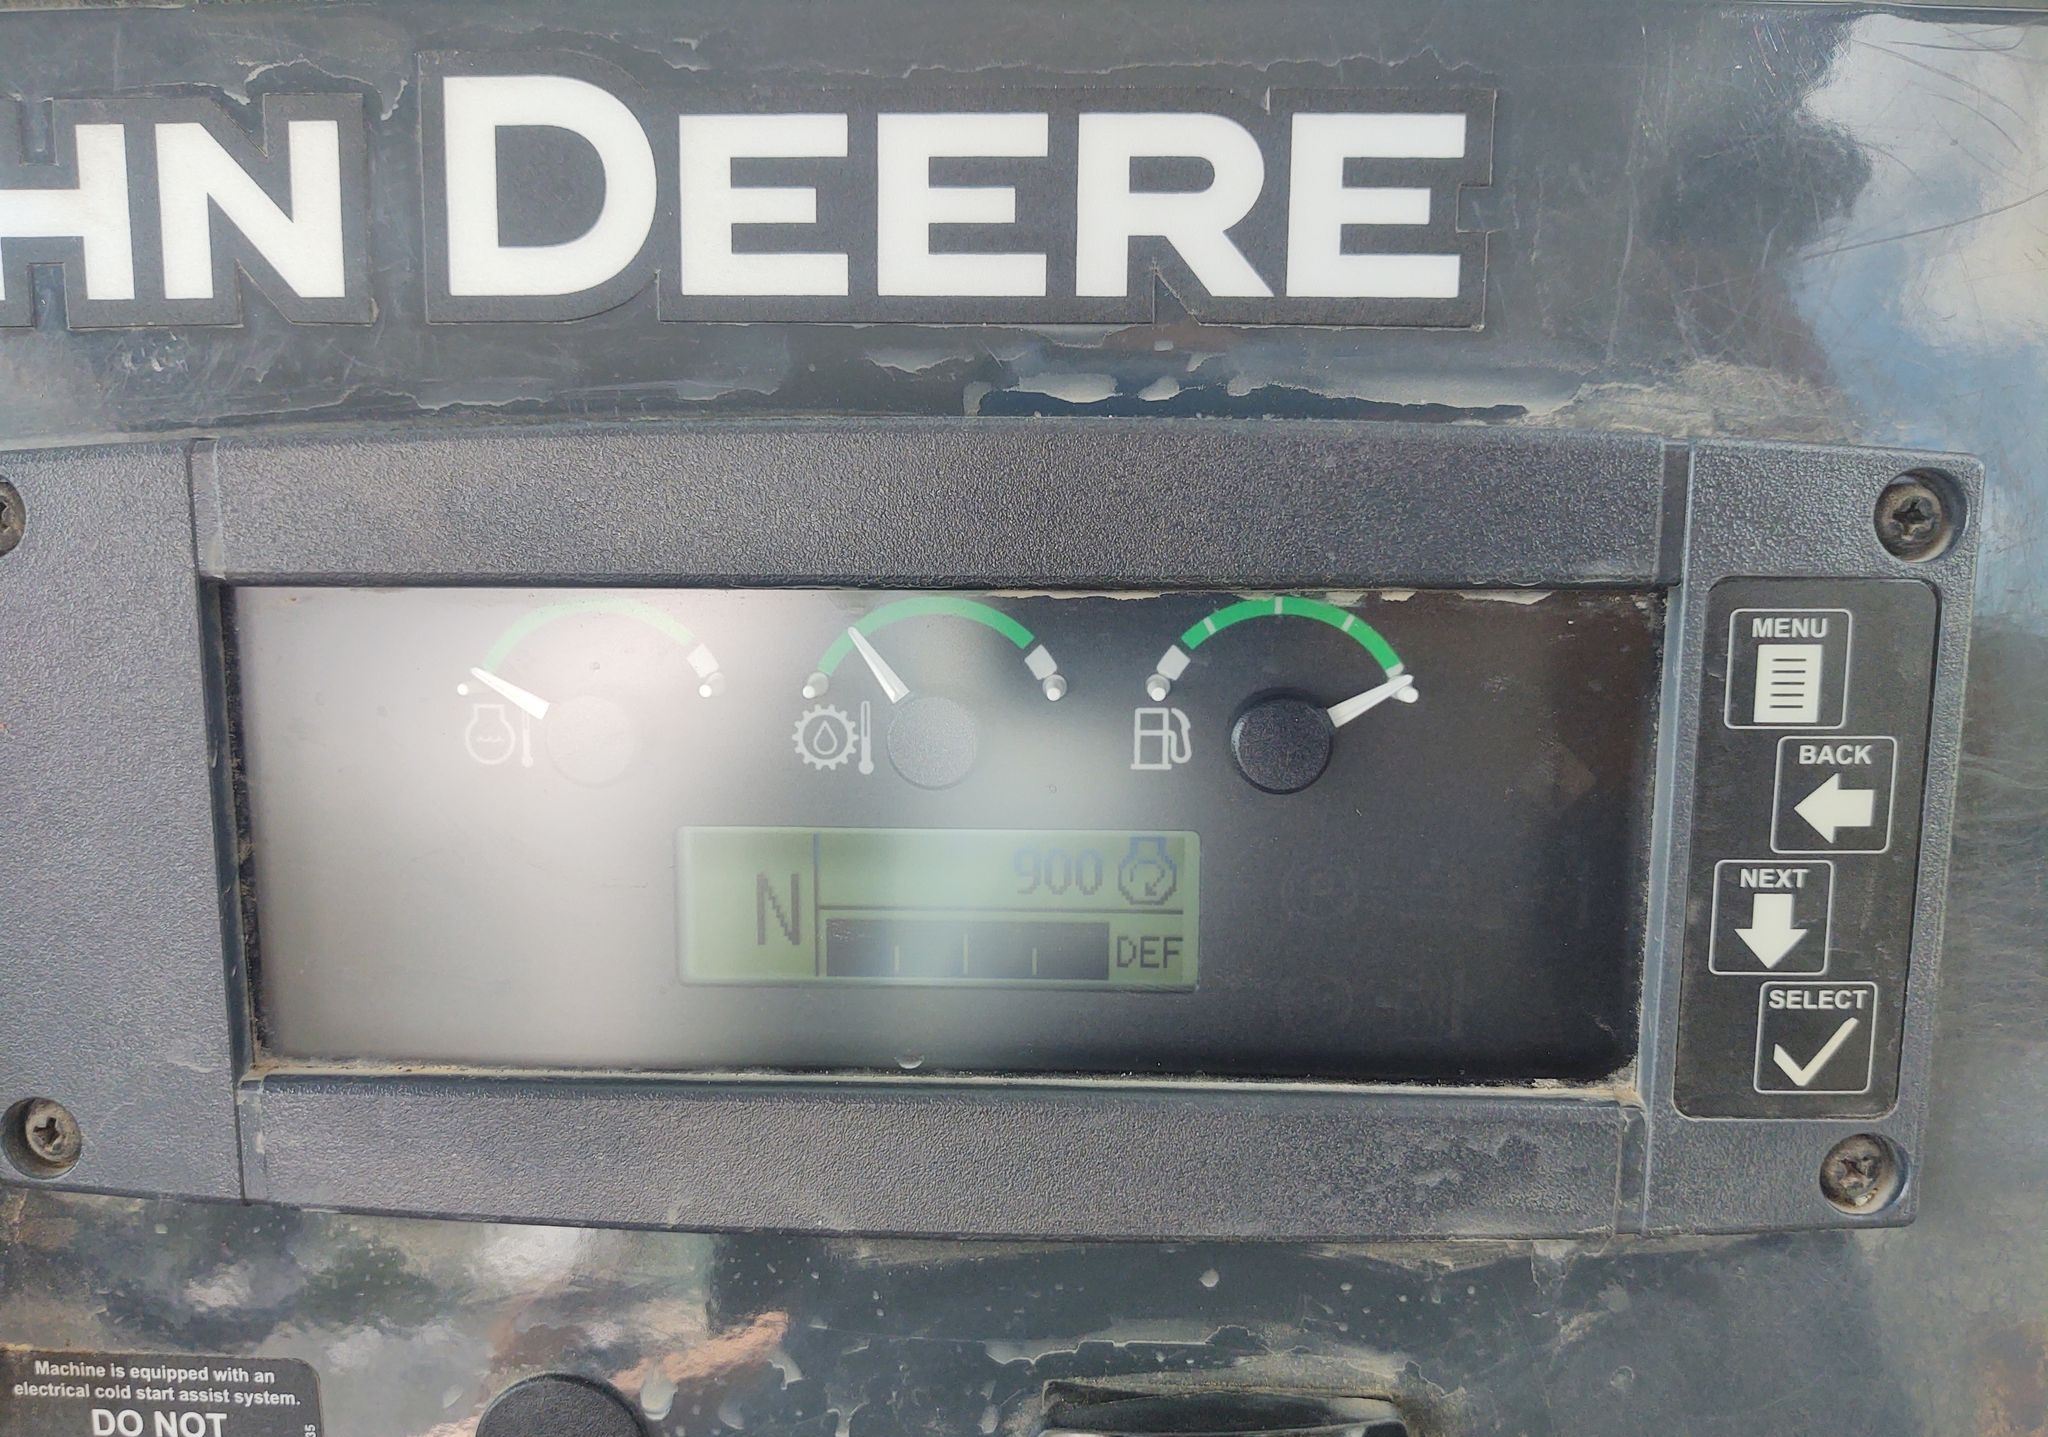 HN DEERE
MENU
BACK
NEXT
SELECT
900
N
DEF
Machine is equipped with an
electrical cold start assist system.
DO NOT